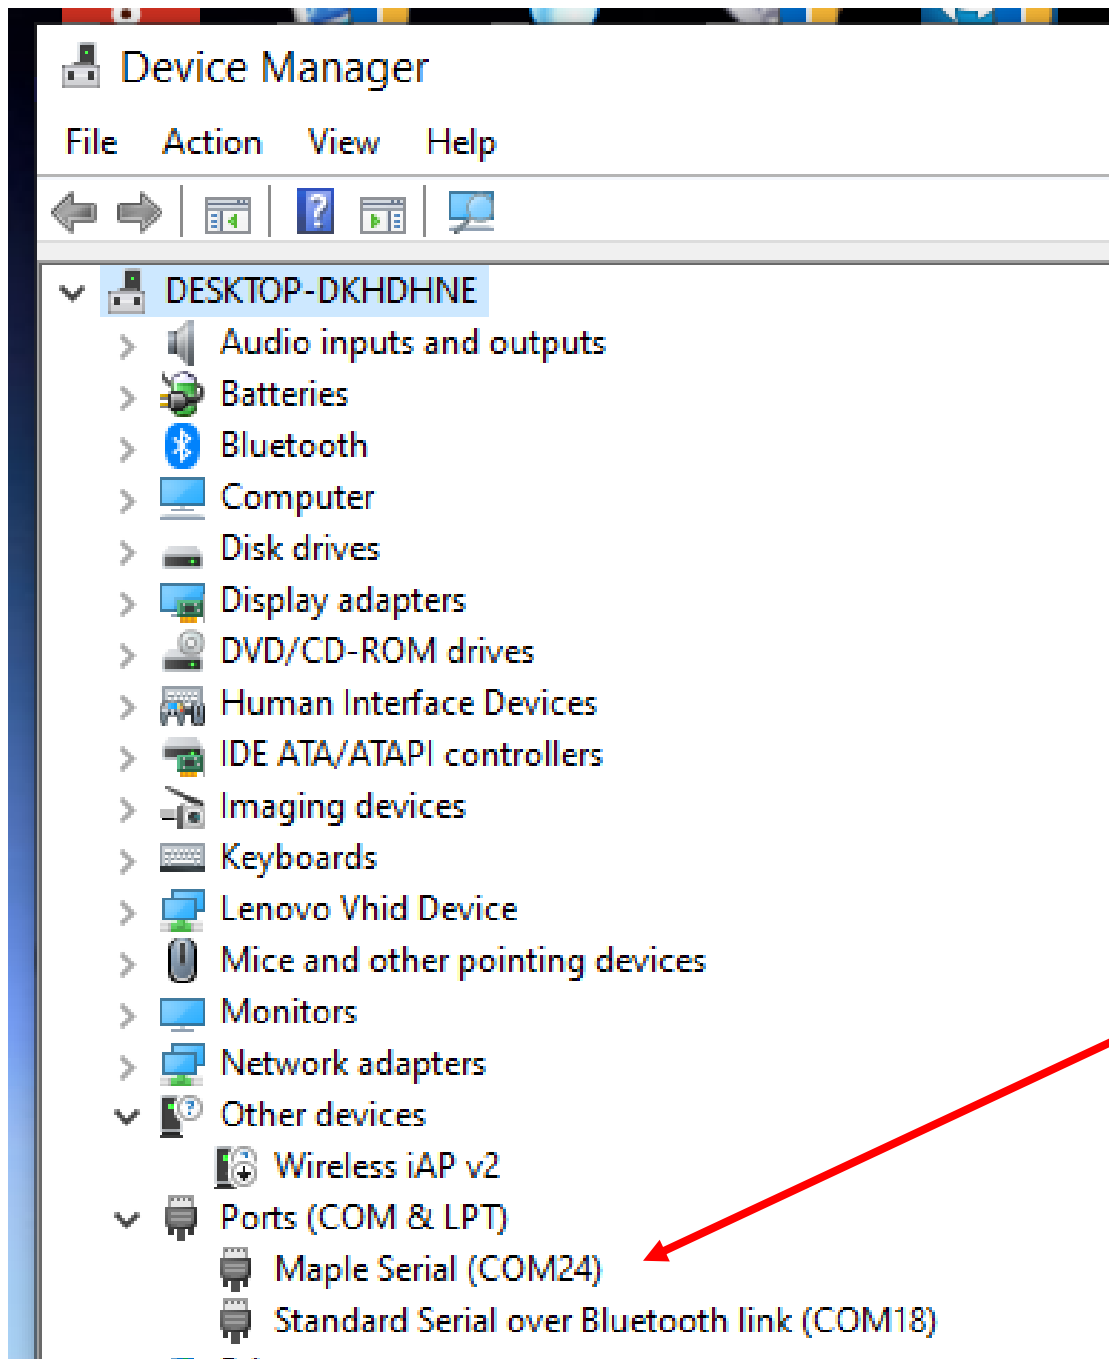 Device Manager
File Action View Help
DESKTOP-DKHDHNE
Audio inputs and outputs
Batteries
Bluetooth
Computer
Disk drives
Display adapters
DVD/CD-ROM drives
Human Interface Devices
IDE ATA/ATAPI controllers
Imaging devices
Keyboards
Lenovo Vhid Device
Mice and other pointing devices
Monitors
Network adapters
Other devices
Wireless iAP v2
Ports (COM & LPT)
Maple Serial (COM24)
Standard Serial over Bluetooth link (COM18)